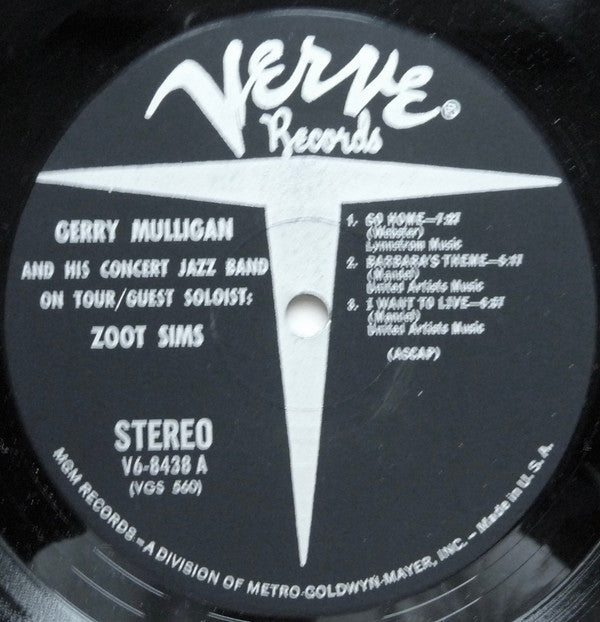 Verve®
Records
GERRY MULLIGAN
AND HIS CONCERT JAZZ BAND
ON TOUR/GUEST SOLOIST:
ZOOT SIMS
1. GO HOME—7:27
(Webster)
Lynnstrom Music
2. BARBARA'S THEME—5:17
(Mandel)
United Artists Music
3. I WANT TO LIVE—6:57
(Mandel)
United Artists Music
(ASCAP)
STEREO
V6-8438 A
(VGS 560)
MGM RECORDS—A DIVISION OF METRO-GOLDWYN-MAYER, INC. – Made in U.S.A.